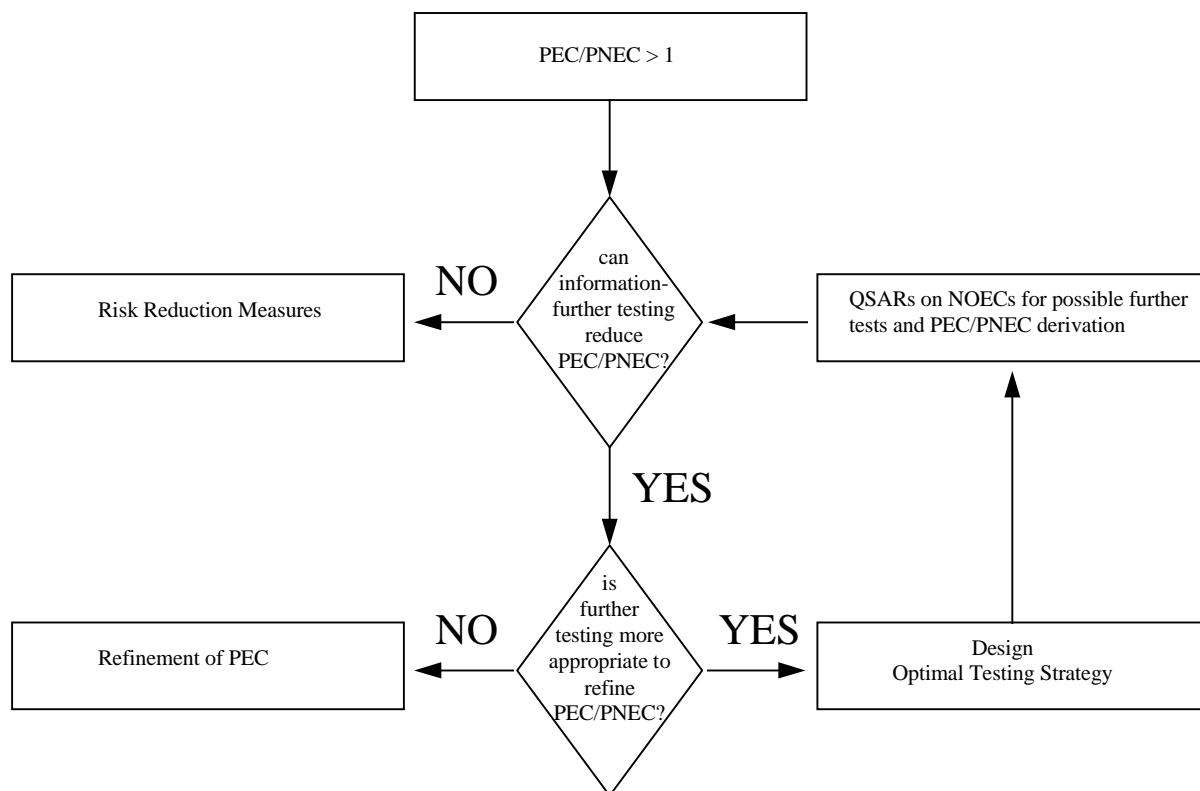 PEC/PNEC > 1
can
information-
further testing
reduce
PEC/PNEC?
NO
Risk Reduction Measures
QSARs on NOECs for possible further
tests and PEC/PNEC derivation
YES
is
further
testing more
appropriate to
refine
PEC/PNEC?
NO
Refinement of PEC
YES
Design
Optimal Testing Strategy